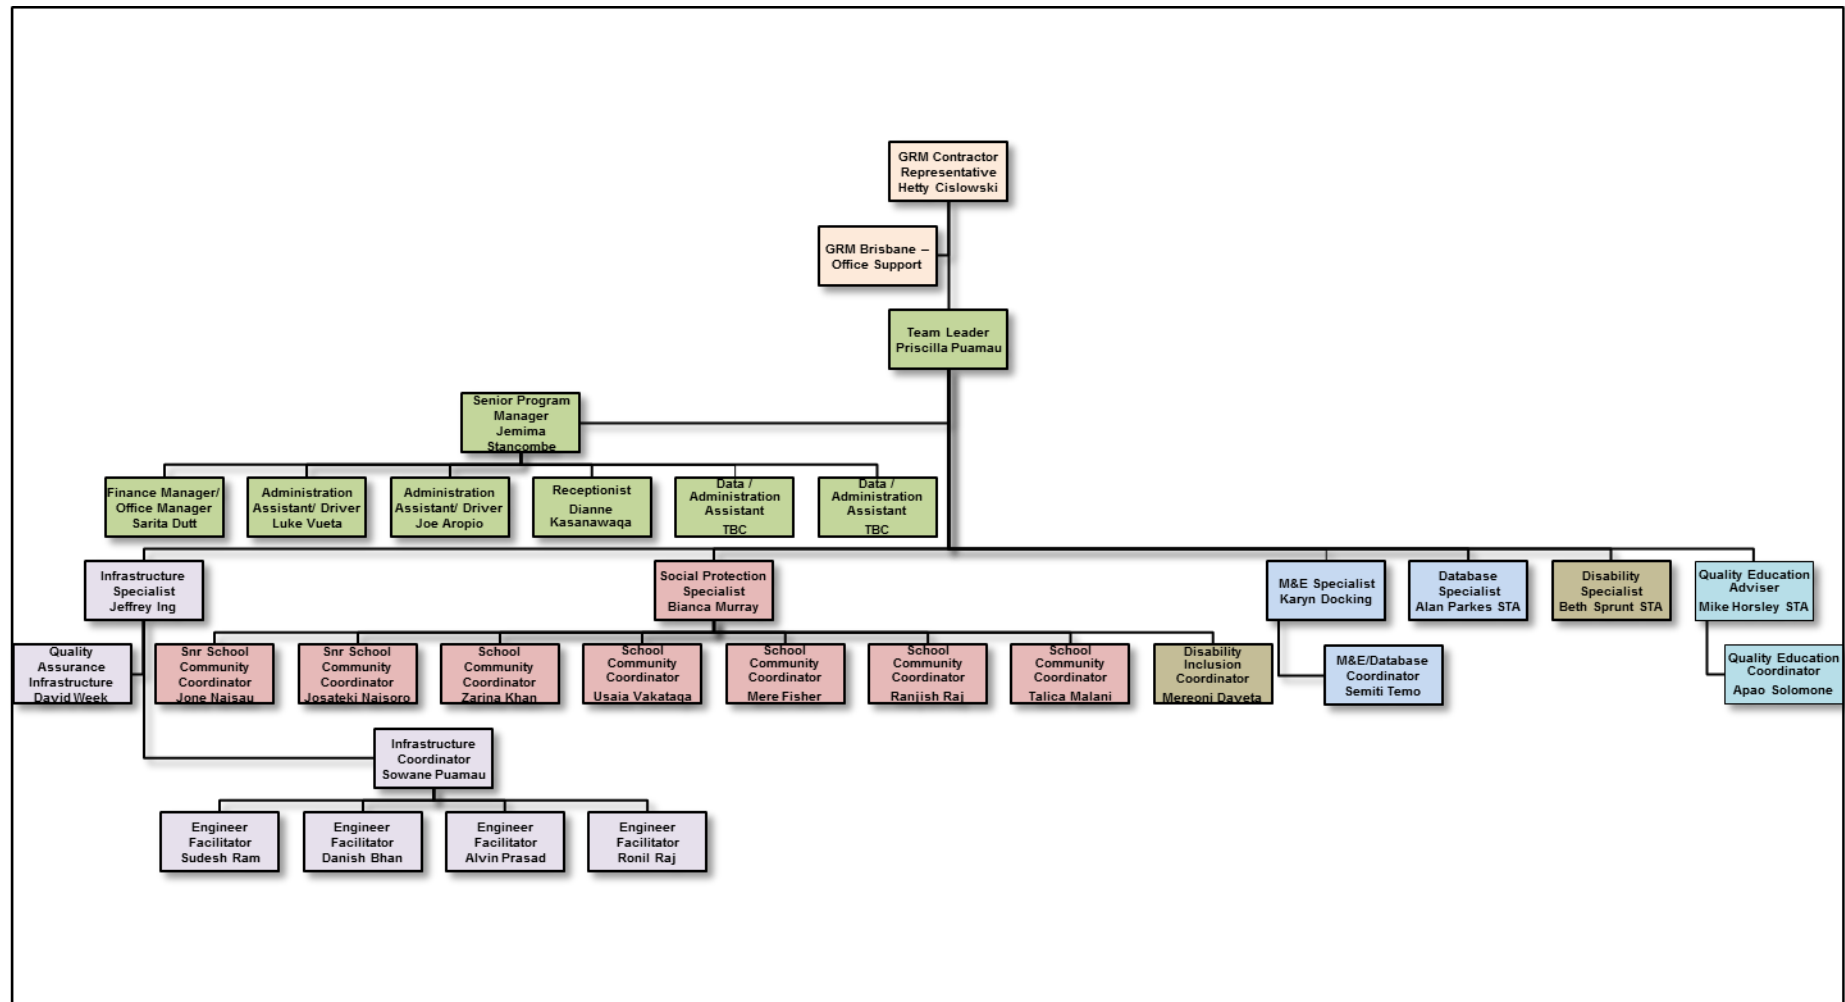 GRM Contractor
Representative
Hetty Cislowski
GRM Brisbane –
Office Support
Team Leader
Priscilla Puamau
Senior Program
Manager
Jemima
Stancombe
Finance Manager/
Office Manager
Sarita Dutt
Administration
Assistant/ Driver
Luke Vueta
Administration
Assistant/ Driver
Joe Aropio
Receptionist
Dianne
Kasanawaqa
Data /
Administration
Assistant
TBC
Data /
Administration
Assistant
TBC
Infrastructure
Specialist
Jeffrey Ing
Social Protection
Specialist
Bianca Murray
M&E Specialist
Karyn Docking
Database
Specialist
Alan Parkes STA
Disability
Specialist
Beth Sprunt STA
Quality Education
Adviser
Mike Horsley STA
Quality
Assurance
Infrastructure
David Week
Snr School
Community
Coordinator
Jone Naisau
Snr School
Community
Coordinator
Josateki Naisoro
School
Community
Coordinator
Zarina Khan
School
Community
Coordinator
Usaia Vakataqa
School
Community
Coordinator
Mere Fisher
School
Community
Coordinator
Ranjish Raj
School
Community
Coordinator
Talica Malani
Disability
Inclusion
Coordinator
Mereoni Daveta
M&E/Database
Coordinator
Semiti Temo
Quality Education
Coordinator
Apao Solomone
Infrastructure
Coordinator
Sowane Puamau
Engineer
Facilitator
Sudesh Ram
Engineer
Facilitator
Danish Bhan
Engineer
Facilitator
Alvin Prasad
Engineer
Facilitator
Ronil Raj